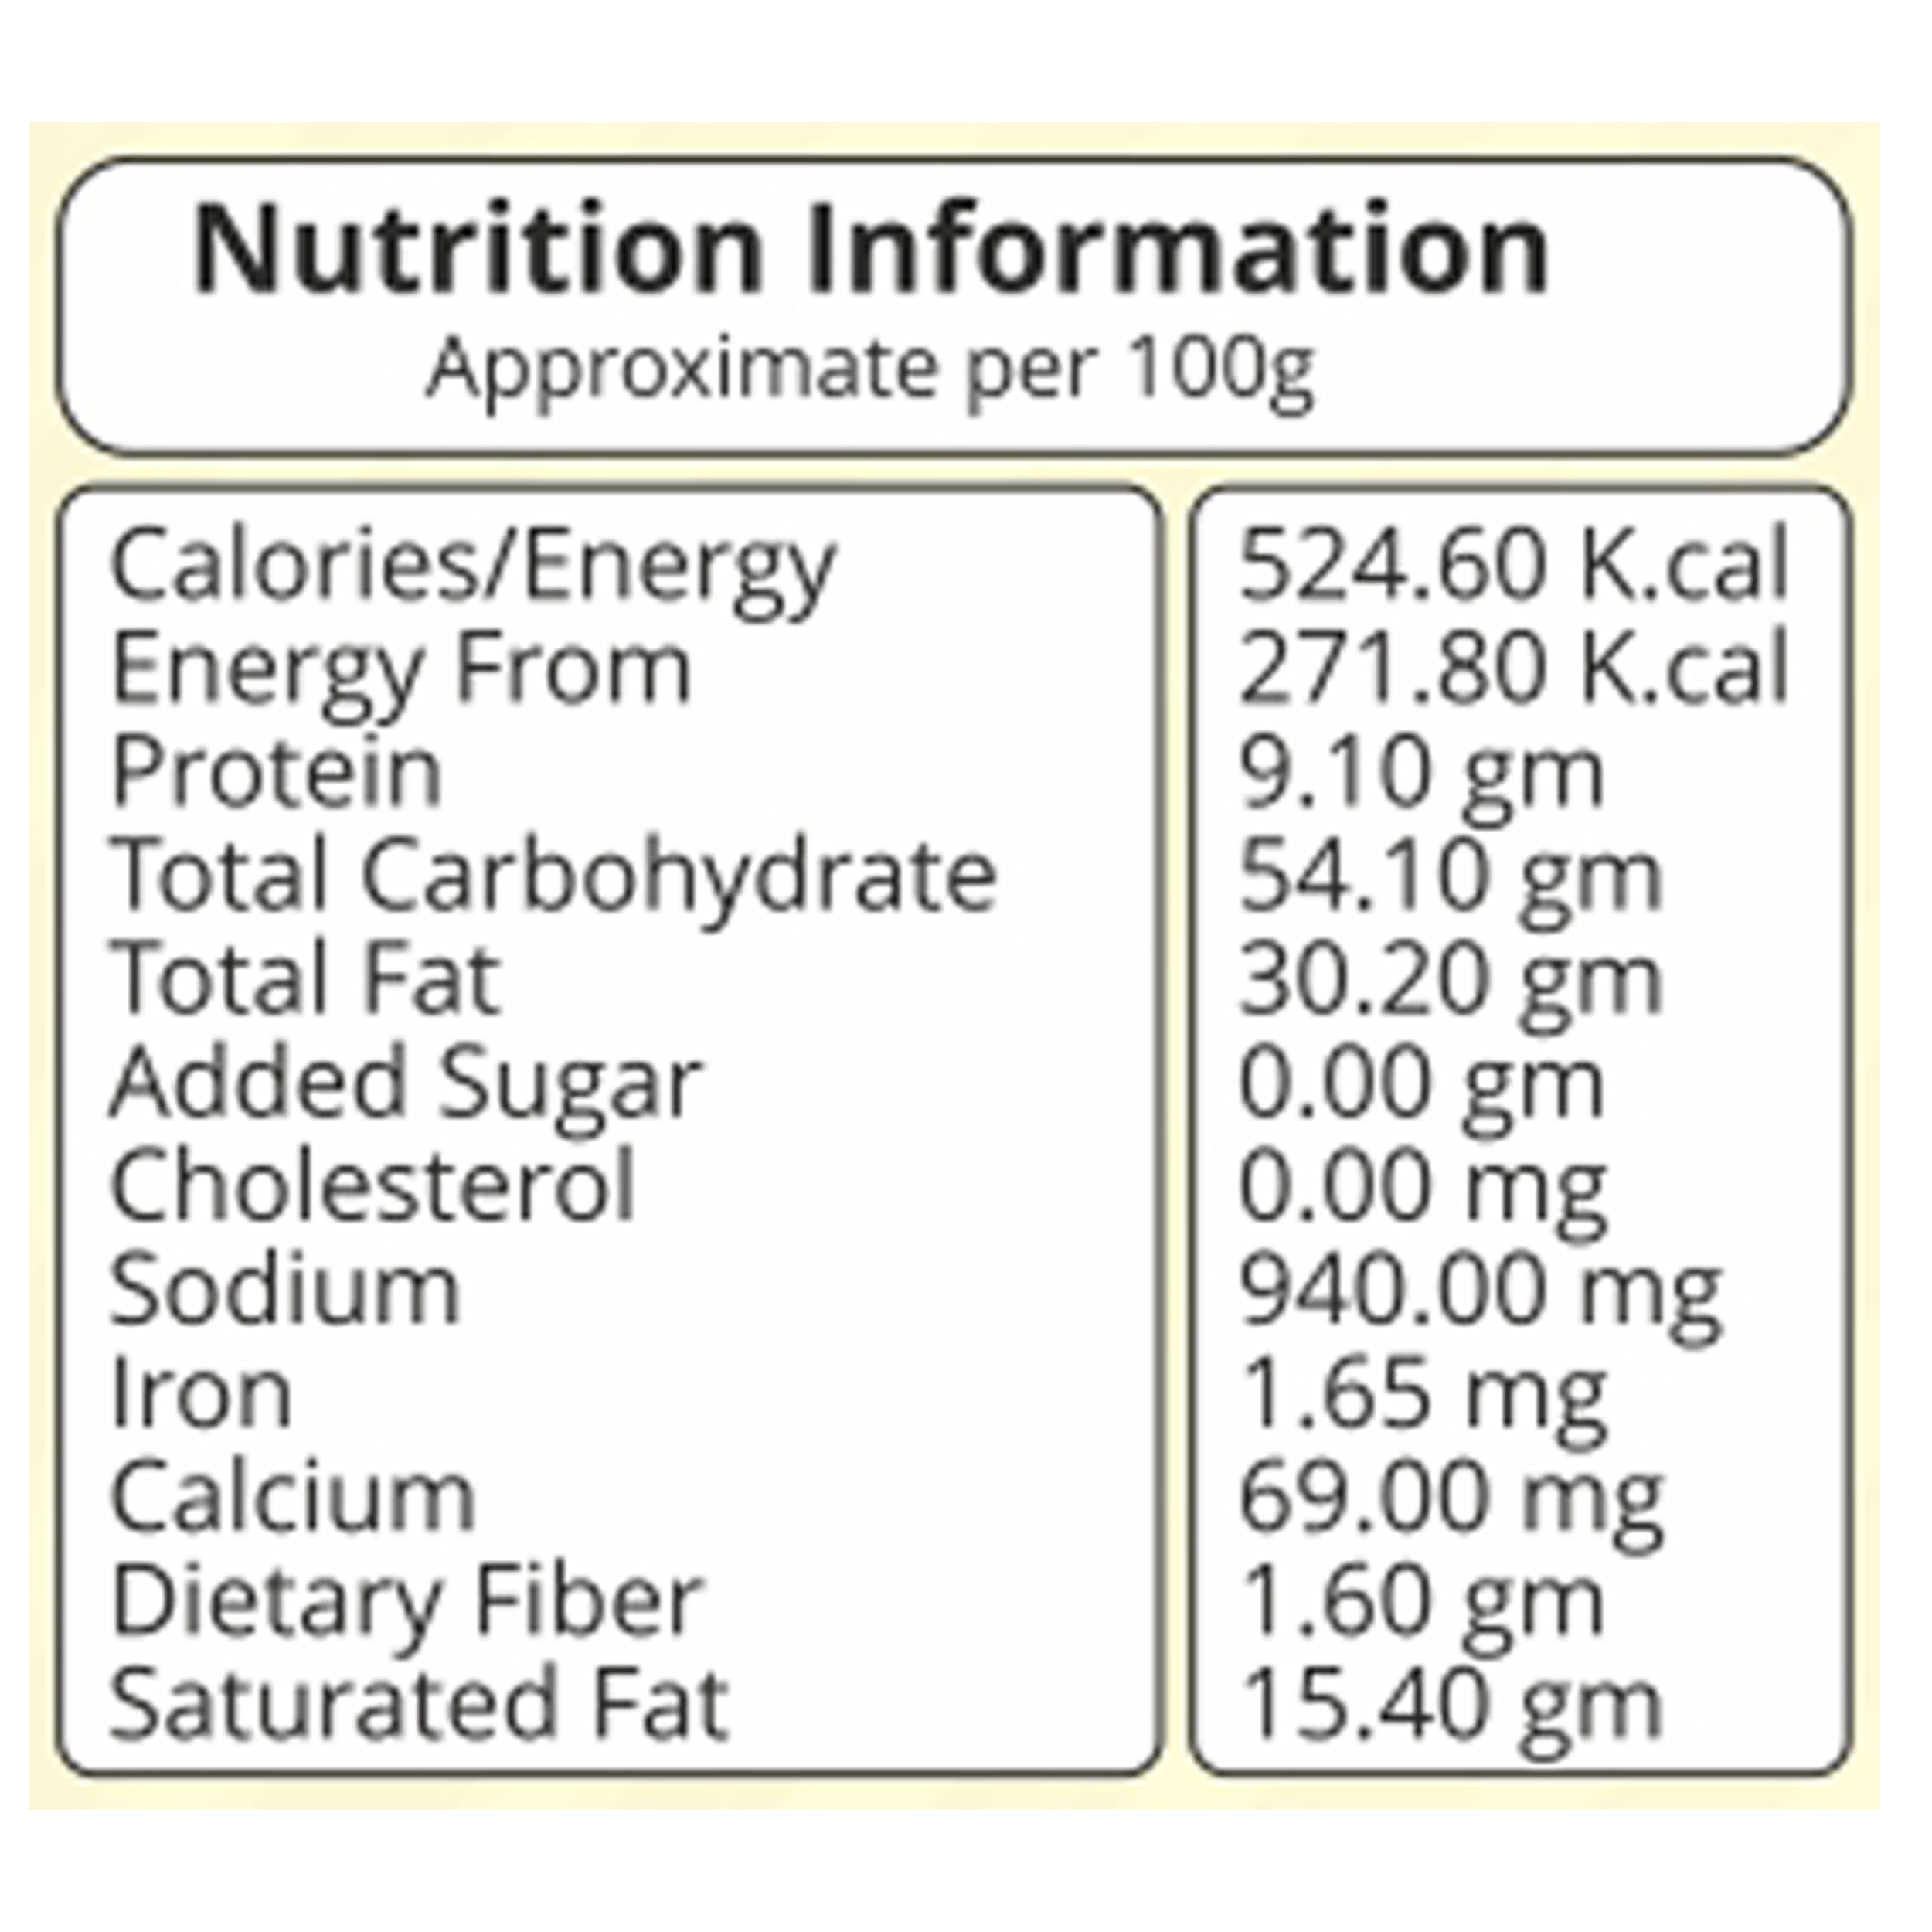 Nutrition Information
Approximate per 100g
Calories/Energy 524.60 K.cal
Energy From 271.80 K.cal
Protein 9.10 gm
Total Carbohydrate 54.10 gm
Total Fat 30.20 gm
Added Sugar 0.00 gm
Cholesterol 0.00 mg
Sodium 940.00 mg
Iron 1.65 mg
Calcium 69.00 mg
Dietary Fiber 1.60 gm
Saturated Fat 15.40 gm